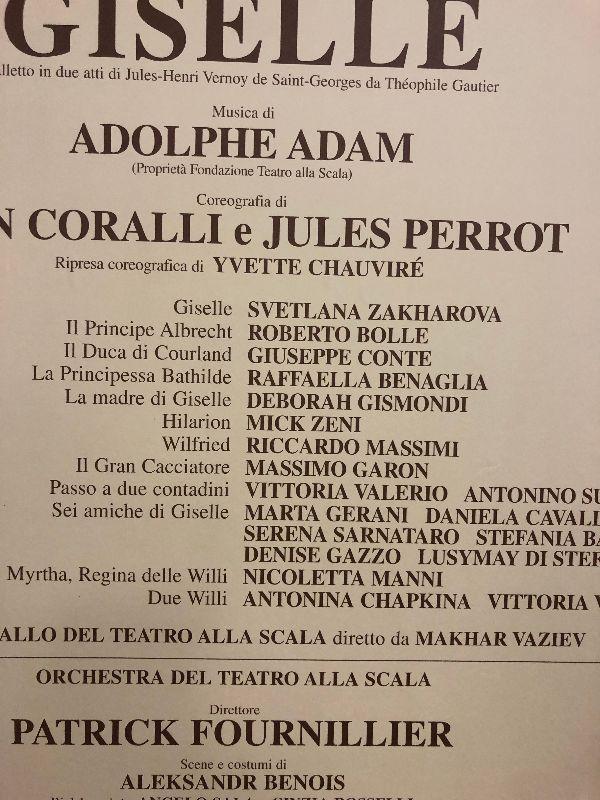 GISELLE
lletto in due atti di Jules-Henri Vernoy de Saint-Georges da Théophile Gautier
Musica di
ADOLPHE ADAM
(Proprietà Fondazione Teatro alla Scala)
Coreografia di
N CORALLI e JULES PERROT
Ripresa coreografica di YVETTE CHAUVIRÉ
Giselle SVETLANA ZAKHAROVA
Il Principe Albrecht ROBERTO BOLLE
Il Duca di Courland GIUSEPPE CONTE
La Principessa Bathilde RAFFAELLA BENAGLIA
La madre di Giselle DEBORAH GISMONDI
Hilarion MICK ZENI
Wilfried RICCARDO MASSIMI
Il Gran Cacciatore MASSIMO GARON
Passo a due contadini VITTORIA VALERIO ANTONINO SU
Sei amiche di Giselle MARTA GERANI DANIELA CAVALL
SERENA SARNATARO STEFANIA BA
DENISE GAZZO LUSYMAY DI STEF
Myrtha, Regina delle Willi NICOLETTA MANNI
Due Willi ANTONINA CHAPKINA VITTORIA V
ALLO DEL TEATRO ALLA SCALA diretto da MAKHAR VAZIEV
ORCHESTRA DEL TEATRO ALLA SCALA
Direttore
PATRICK FOURNILLIER
Scene e costumi di
ALEKSANDR BENOIS